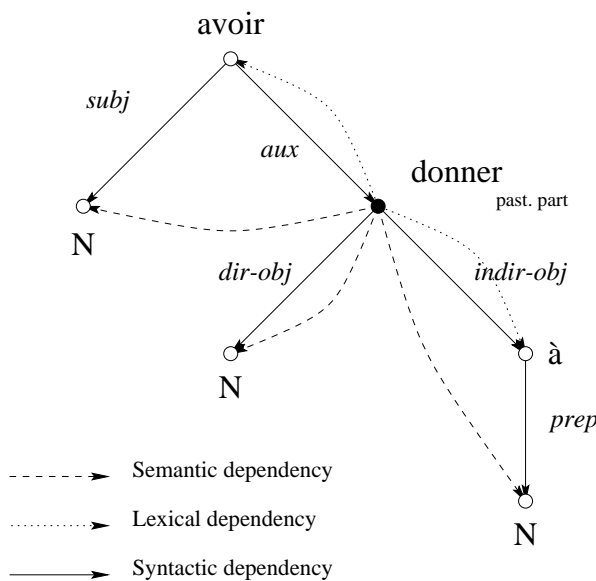 avoir
subj
aux
donner
past. part
N
dir-obj
indir-obj
N
à
prep
N
Semantic dependency
Lexical dependency
Syntactic dependency